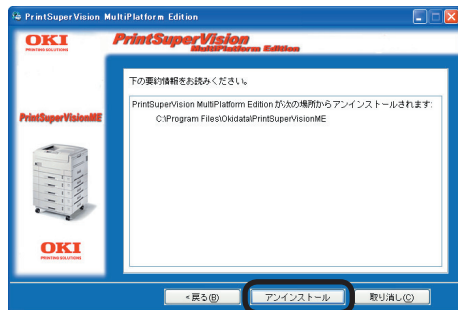 PrintSuperVision MultiPlatform Edition
OKI
PRINTING SOLUTIONS
PrintSuperVision
MultiPlatform Edition
下の要約情報をお読みください。
PrintSuperVision MultiPlatform Edition が次の場所からアンインストールされます:
C:\Program Files\Okidata\PrintSuperVisionME
PrintSuperVisionME
OKI
PRINTING SOLUTIONS
<戻る(B)
アンインストール
取り消し(C)